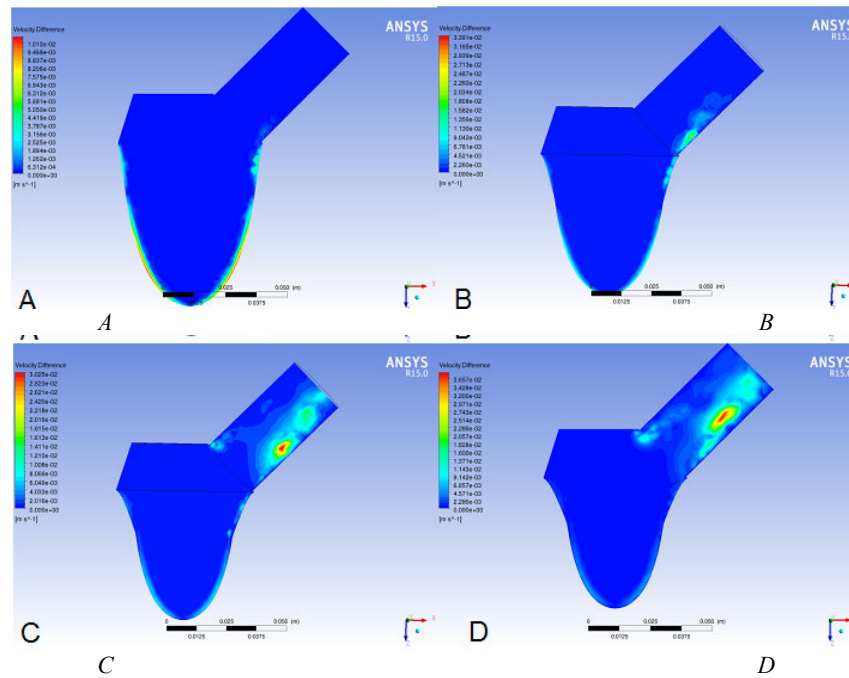 Velocity Difference
1.010e-02
9.468e-03
8.837e-03
8.206e-03
7.575e-03
6.943e-03
6.312e-03
5.681e-03
5.050e-03
4.419e-03
3.787e-03
3.156e-03
2.525e-03
1.894e-03
1.262e-03
6.312e-04
0.000e+00
[m s^-1]
ANSYS
R15.0
0.025
0.050
(m)
0.0125
0.0375
A
A
Velocity Difference
3.391e-02
3.165e-02
2.939e-02
2.713e-02
2.487e-02
2.260e-02
2.034e-02
1.808e-02
1.582e-02
1.356e-02
1.130e-02
9.042e-03
6.781e-03
4.521e-03
2.260e-03
0.000e+00
[m s^-1]
ANSYS
R15.0
0.025
0.050
(m)
0.0125
0.0375
B
B
Velocity Difference
3.025e-02
2.823e-02
2.621e-02
2.420e-02
2.218e-02
2.016e-02
1.815e-02
1.613e-02
1.411e-02
1.210e-02
1.008e-02
8.066e-03
6.049e-03
4.033e-03
2.016e-03
0.000e+00
[m s^-1]
ANSYS
R15.0
0 0.025 0.050 (m)
0.0125 0.0375
C
C
Velocity Difference
3.657e-02
3.428e-02
3.200e-02
2.971e-02
2.743e-02
2.514e-02
2.286e-02
2.057e-02
1.828e-02
1.600e-02
1.371e-02
1.143e-02
9.142e-03
6.857e-03
4.571e-03
2.286e-03
0.000e+00
[m s^-1]
ANSYS
R15.0
0 0.025 0.050 (m)
0.0125 0.0375
D
D